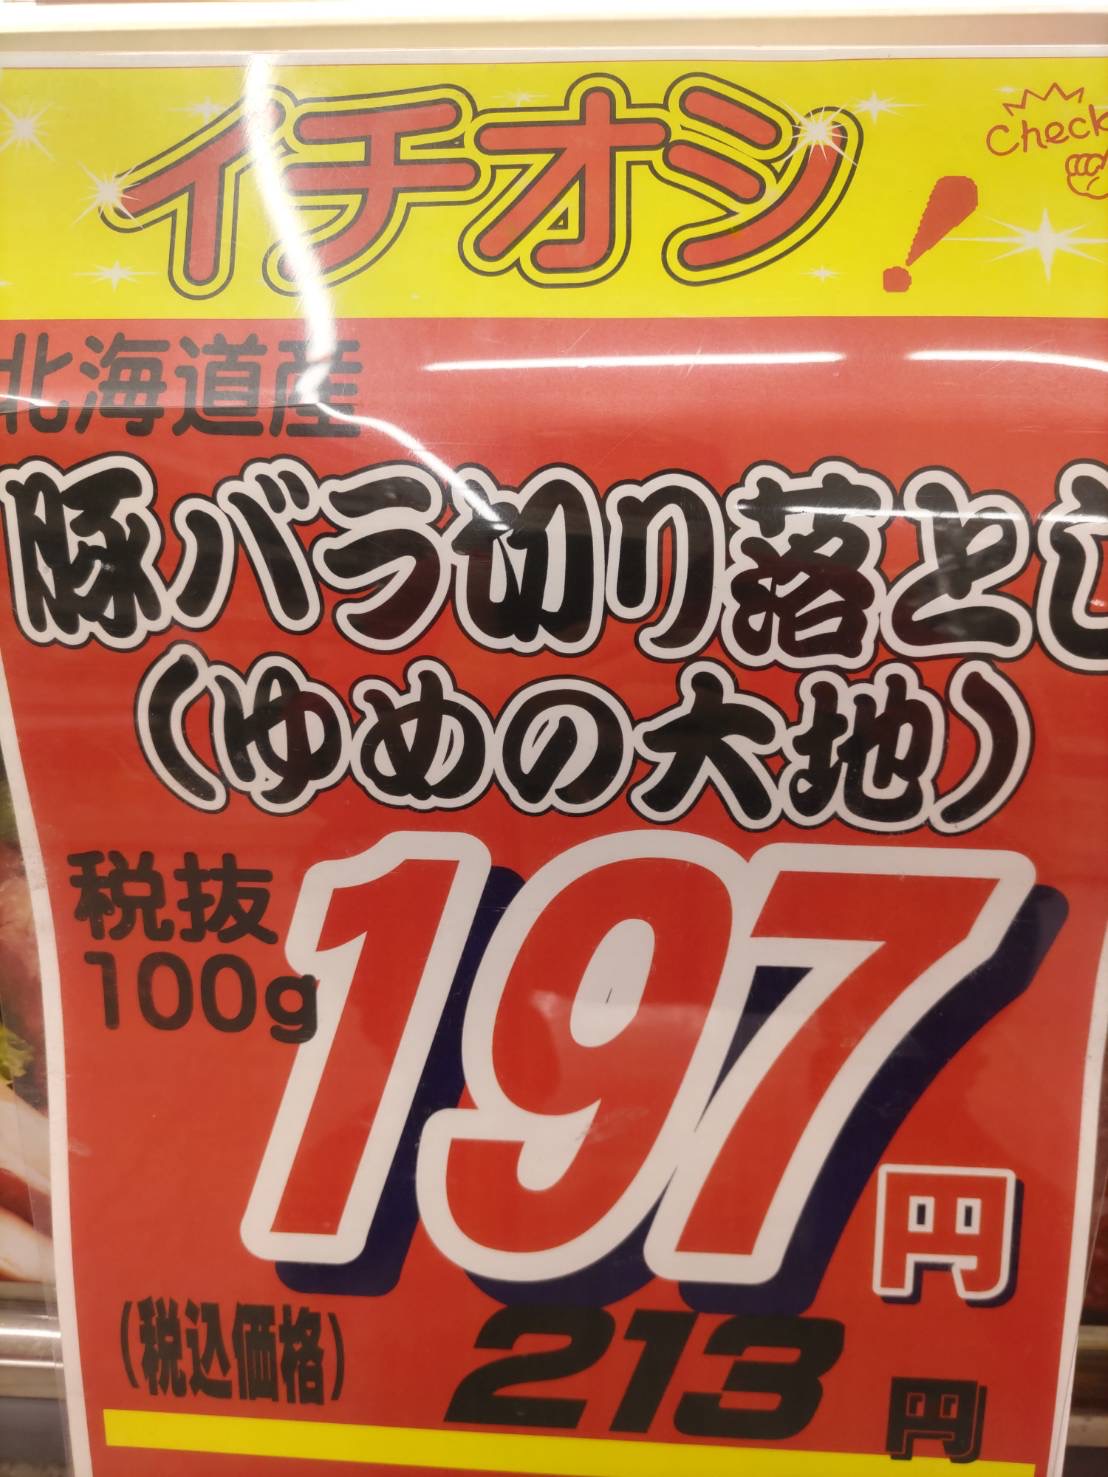 イチオシ!
Check
北海道産
豚バラ切り落とし
(ゆめの大地)
税抜
100g
197円
(税込価格) 213円